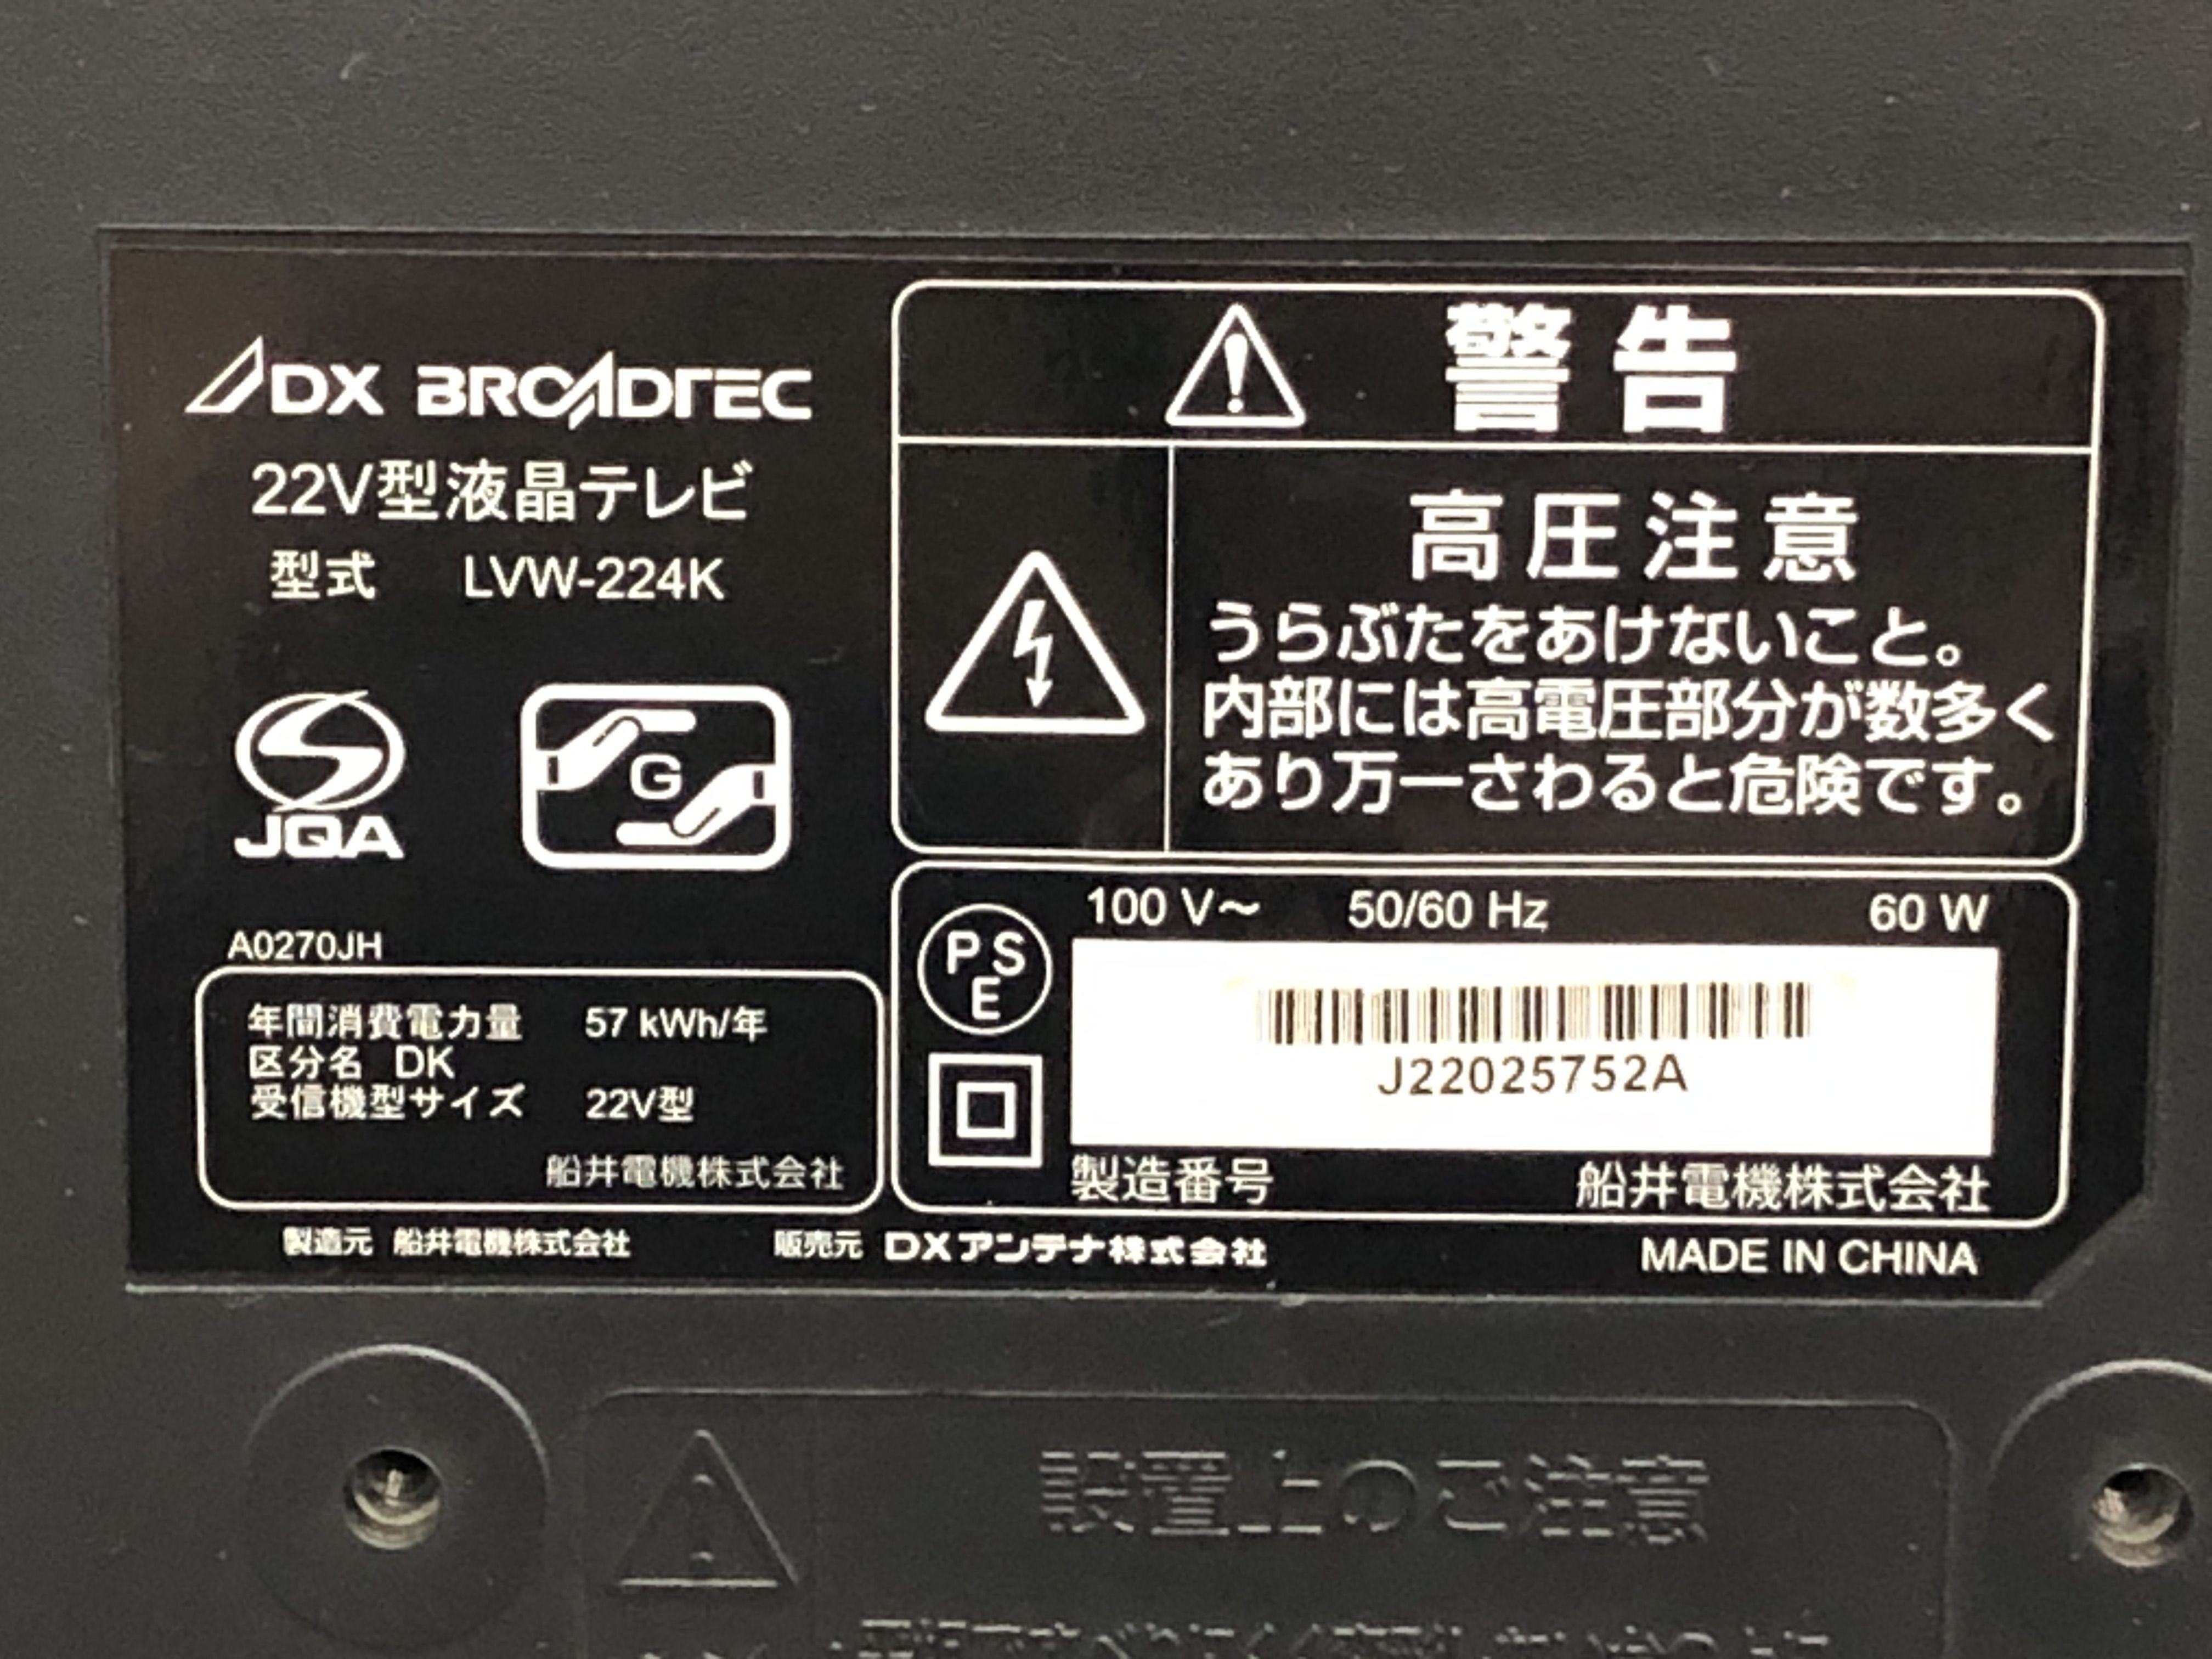 DX BROADTEC
22V型液晶テレビ
型式 LVW-224K
JQA
G
A0270JH
年間消費電力量 57 kWh/年
区分名 DK
受信機型サイズ 22V型
船井電機株式会社
警告
高圧注意
うらぶたをあけないこと。
内部には高電圧部分が数多く
あり万一さわると危険です。
100 V～ 50/60 Hz 60 W
PS
E
J22025752A
製造番号 船井電機株式会社
製造元 船井電機株式会社 販売元 DXアンテナ株式会社 MADE IN CHINA
設置上のご注意